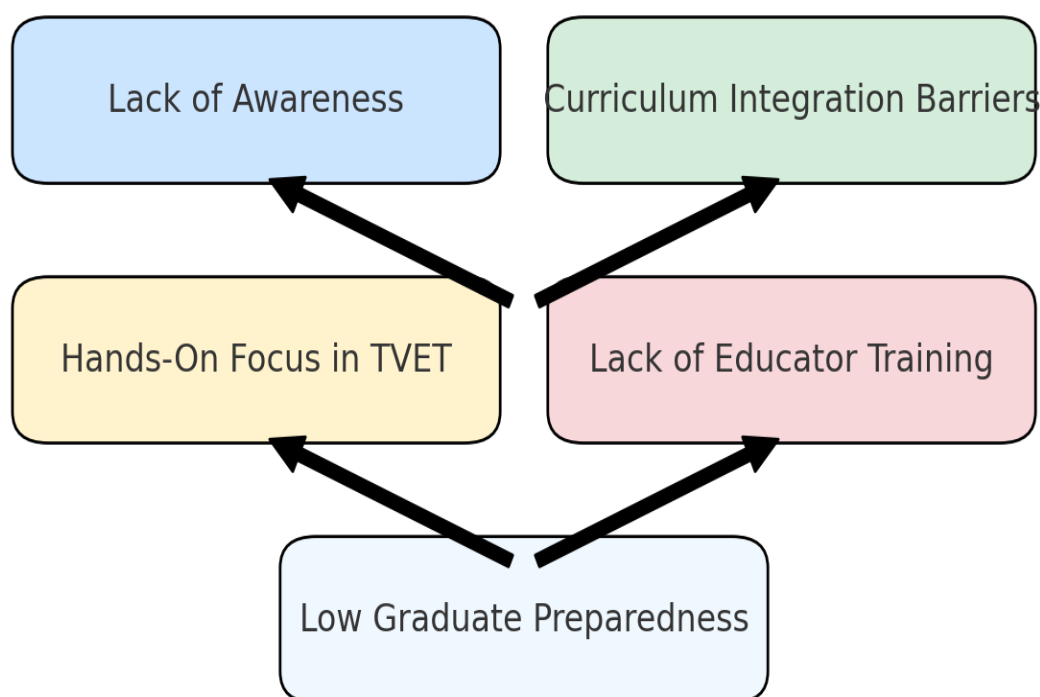 Lack of Awareness
Curriculum Integration Barriers
Hands-On Focus in TVET
Lack of Educator Training
Low Graduate Preparedness